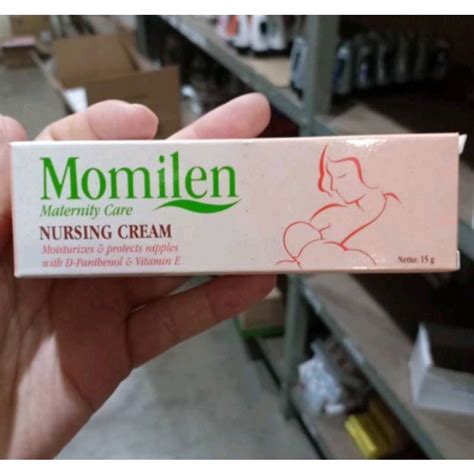 Momilen
Maternity Care
NURSING CREAM
Moisturizes & protects nipples
with D-Panthenol & Vitamin E
Netto: 15 g